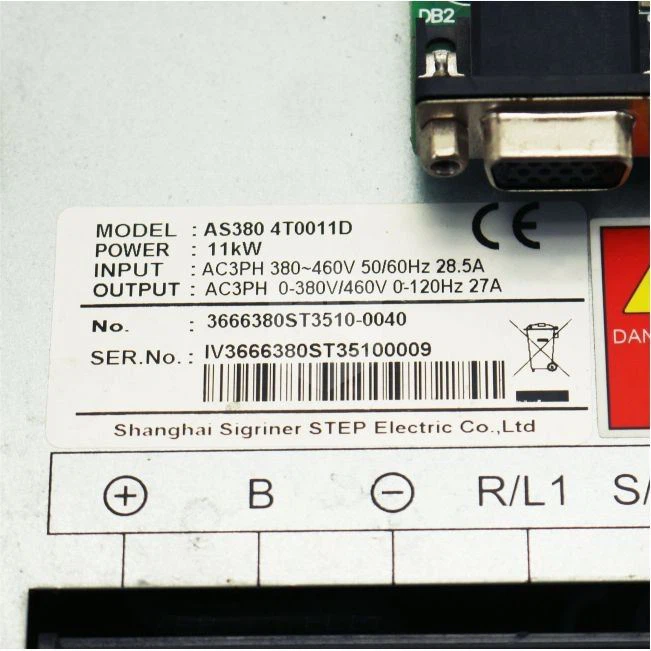 DB2
MODEL : AS380 4T0011D
POWER : 11kW
INPUT : AC3PH 380~460V 50/60Hz 28.5A
OUTPUT : AC3PH 0-380V/460V 0-120Hz 27A
CE
No. : 3666380ST3510-0040
SER.No. : IV3666380ST35100009
Shanghai Sigriner STEP Electric Co.,Ltd
DAN
+ B − R/L1 S/